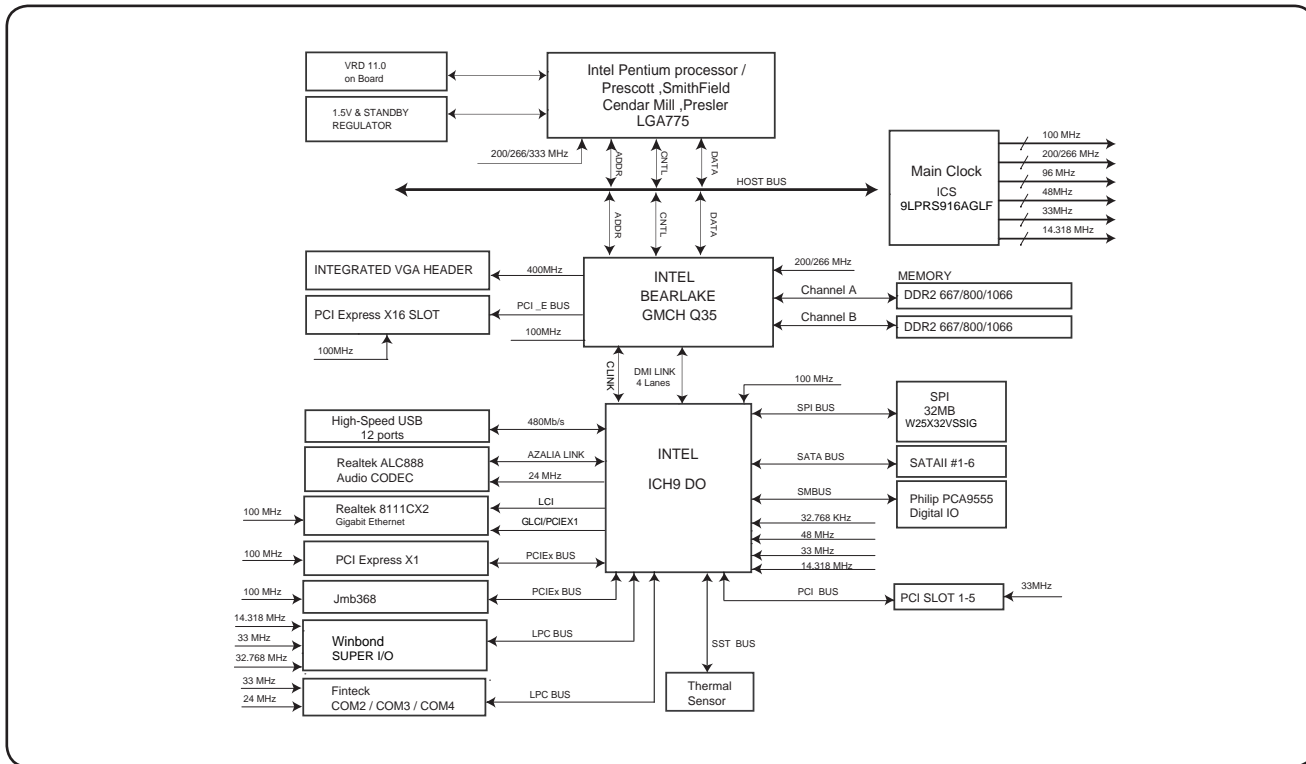 VRD 11.0
on Board
1.5V & STANDBY
REGULATOR
Intel Pentium processor /
Prescott ,SmithField
Cendar Mill ,Presler
LGA775
200/266/333 MHz
ADDR
CNTL
DATA
HOST BUS
ADDR
CNTL
DATA
Main Clock
ICS
9LPRS916AGLF
100 MHz
200/266 MHz
96 MHz
48MHz
33MHz
14.318 MHz
INTEGRATED VGA HEADER
400MHz
PCI Express X16 SLOT
PCI _E BUS
100MHz
100MHz
INTEL
BEARLAKE
GMCH Q35
200/266 MHz
Channel A
Channel B
MEMORY
DDR2 667/800/1066
DDR2 667/800/1066
CLINK
DMI LINK
4 Lanes
100 MHz
High-Speed USB
12 ports
480Mb/s
Realtek ALC888
Audio CODEC
AZALIA LINK
24 MHz
100 MHz
Realtek 8111CX2
Gigabit Ethernet
LCI
GLCI/PCIEX1
100 MHz
PCI Express X1
PCIEx BUS
100 MHz
Jmb368
PCIEx BUS
14.318 MHz
33 MHz
32.768 MHz
Winbond
SUPER I/O
LPC BUS
33 MHz
24 MHz
Finteck
COM2 / COM3 / COM4
LPC BUS
INTEL
ICH9 DO
SPI BUS
SPI
32MB
W25X32VSSIG
SATA BUS
SATAII #1-6
SMBUS
Philip PCA9555
Digital IO
32.768 KHz
48 MHz
33 MHz
14.318 MHz
PCI BUS
PCI SLOT 1-5
33MHz
SST BUS
Thermal
Sensor